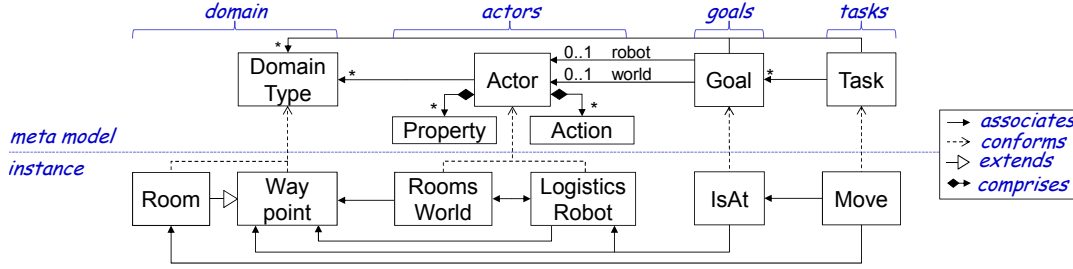 domain
actors
goals
tasks
*
0..1 robot
0..1 world
Domain
Type
*
Actor
Goal
*
Task
*
*
Property
Action
meta model
instance
associates
conforms
extends
comprises
Room
Way
point
Rooms
World
Logistics
Robot
IsAt
Move